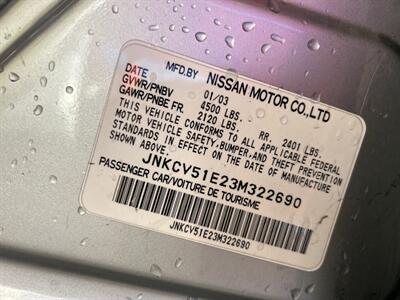 MFD.BY NISSAN MOTOR CO.,LTD
DATE 01/03
GVWR/PNBV 4500 LBS.
GAWR/PNBE FR. 2120 LBS. RR. 2401 LBS.
THIS VEHICLE CONFORMS TO ALL APPLICABLE FEDERAL
MOTOR VEHICLE SAFETY,BUMPER,AND THEFT PREVENTION
STANDARDS IN EFFECT ON THE DATE OF MANUFACTURE
SHOWN ABOVE.
JNKCV51E23M322690
PASSENGER CAR/VOITURE DE TOURISME
JNKCV51E23M322690